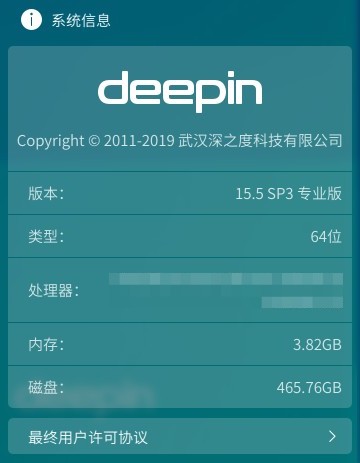 系统信息
deepin
Copyright © 2011-2019 武汉深之度科技有限公司
版本： 15.5 SP3 专业版
类型： 64位
处理器：
内存： 3.82GB
磁盘： 465.76GB
最终用户许可协议